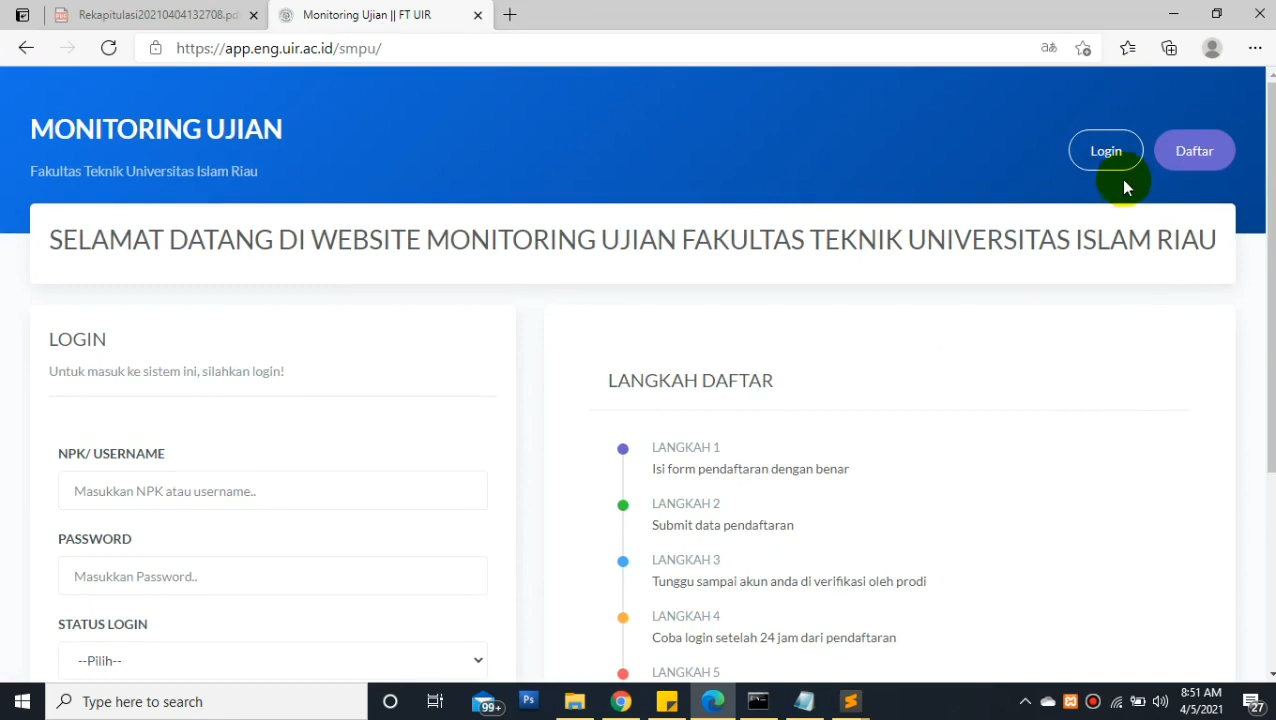 Rekapitulasi20210404132708.pd
Monitoring Ujian || FT UIR
https://app.eng.uir.ac.id/smpu/
MONITORING UJIAN
Fakultas Teknik Universitas Islam Riau
Login
Daftar
SELAMAT DATANG DI WEBSITE MONITORING UJIAN FAKULTAS TEKNIK UNIVERSITAS ISLAM RIAU
LOGIN
Untuk masuk ke sistem ini, silahkan login!
NPK/ USERNAME
Masukkan NPK atau username..
PASSWORD
Masukkan Password..
STATUS LOGIN
--Pilih--
LANGKAH DAFTAR
LANGKAH 1
Isi form pendaftaran dengan benar
LANGKAH 2
Submit data pendaftaran
LANGKAH 3
Tunggu sampai akun anda di verifikasi oleh prodi
LANGKAH 4
Coba login setelah 24 jam dari pendaftaran
LANGKAH 5
Type here to search
99+
Ps
8:51 AM
4/5/2021
27